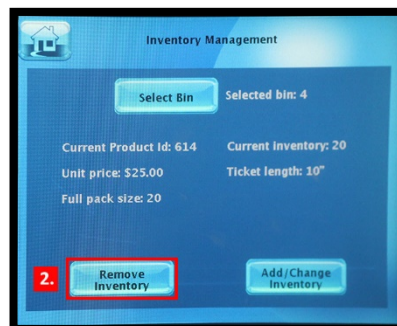 Inventory Management
Select Bin
Selected bin: 4
Current Product Id: 614
Current inventory: 20
Unit price: $25.00
Ticket length: 10"
Full pack size: 20
2.
Remove
Inventory
Add/Change
Inventory